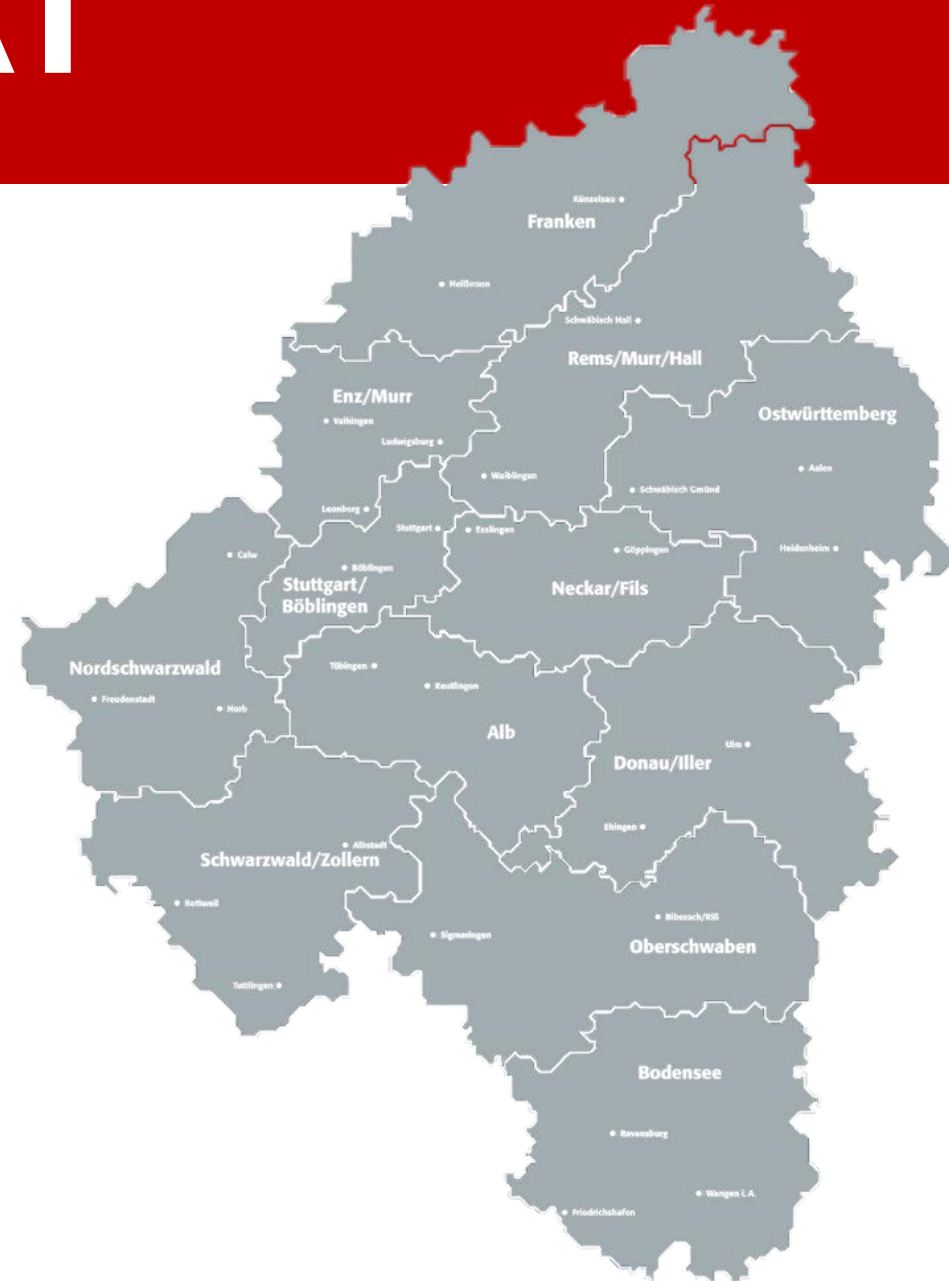 Künzelsau
Franken
Heilbronn
Schwäbisch Hall
Rems/Murr/Hall
Enz/Murr
Ostwürttemberg
Vaihingen
Ludwigsburg
Aalen
Waiblingen
Schwäbisch Gmünd
Leonberg
Stuttgart
Esslingen
Göppingen
Heidenheim
Calw
Böblingen
Stuttgart/
Böblingen
Neckar/Fils
Nordschwarzwald
Tübingen
Reutlingen
Freudenstadt
Horb
Alb
Ulm
Donau/Iller
Ehingen
Albstadt
Schwarzwald/Zollern
Rottweil
Biberach/Riß
Sigmaringen
Oberschwaben
Tuttlingen
Bodensee
Ravensburg
Wangen i. A.
Friedrichshafen